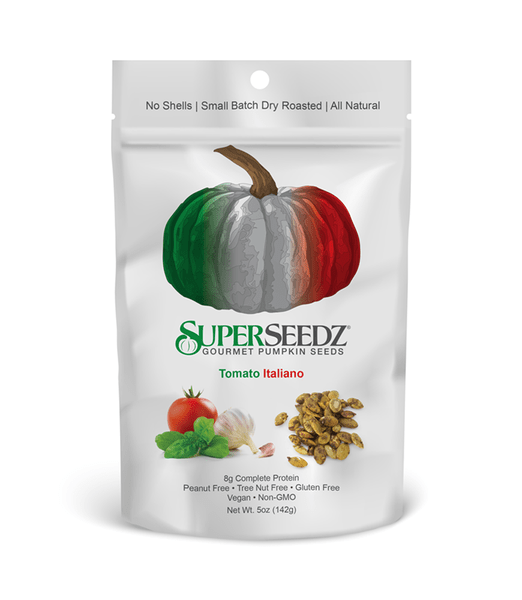 No Shells | Small Batch Dry Roasted | All Natural
SUPERSEEDZ®
GOURMET PUMPKIN SEEDS
Tomato Italiano
8g Complete Protein
Peanut Free • Tree Nut Free • Gluten Free
Vegan • Non-GMO
Net Wt. 5oz (142g)